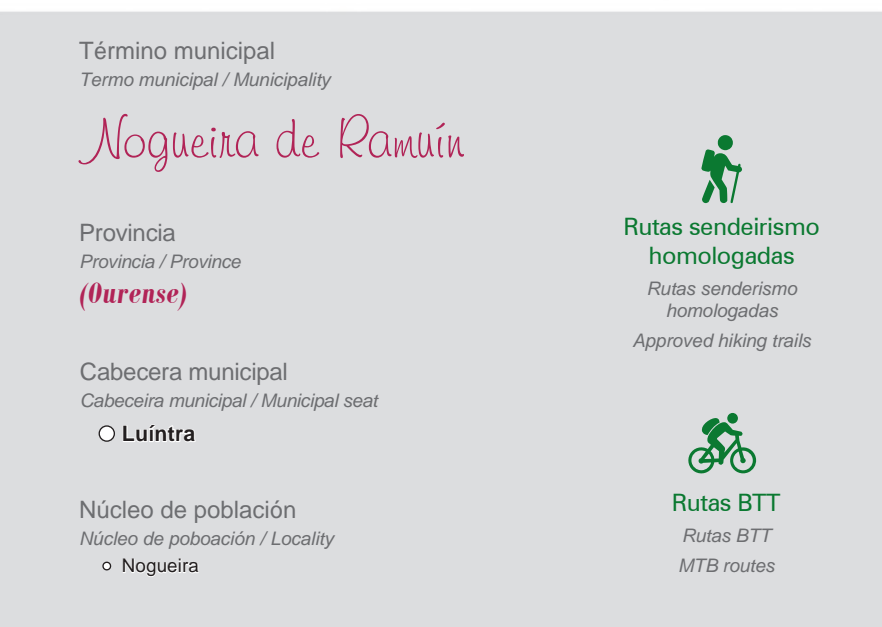 Término municipal
Termo municipal / Municipality
Nogueira de Ramuín
Provincia
Provincia / Province
(Ourense)
Cabecera municipal
Cabeceira municipal / Municipal seat
Luíntra
Núcleo de población
Núcleo de poboación / Locality
Nogueira
Rutas sendeirismo
homologadas
Rutas senderismo
homologadas
Approved hiking trails
Rutas BTT
Rutas BTT
MTB routes